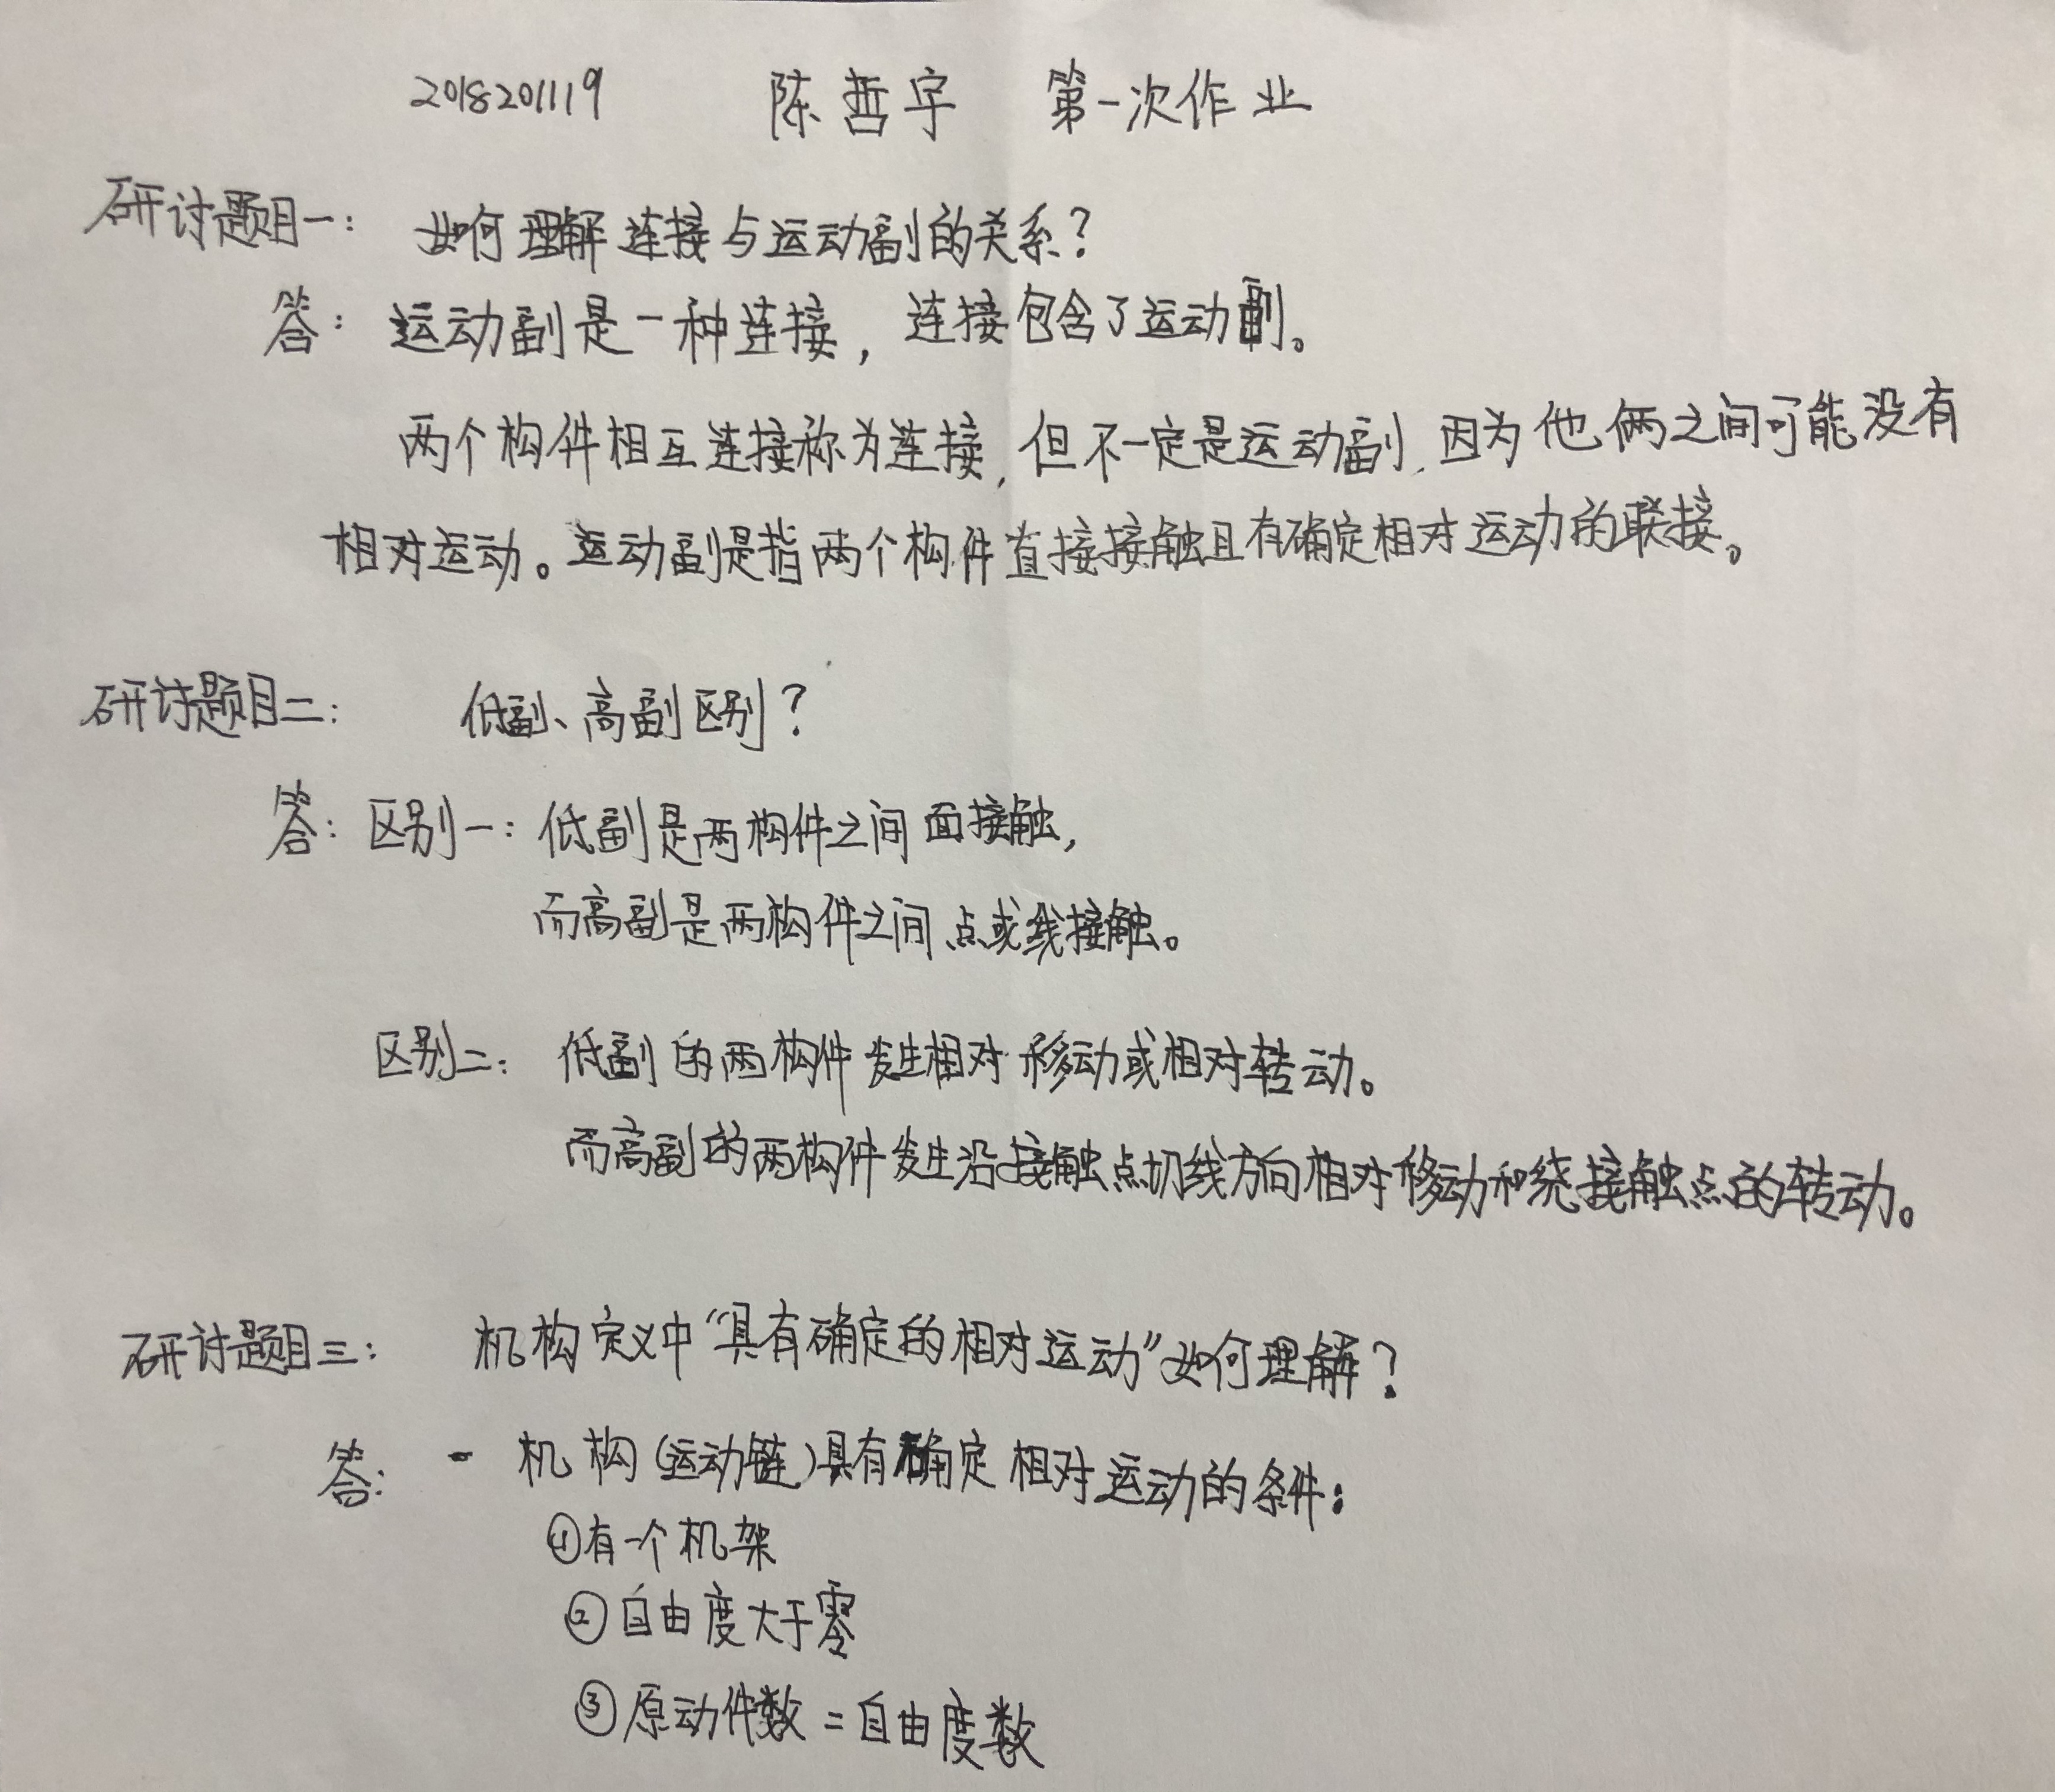 2018201119 陈哲宇 第一次作业
研讨题目一: 如何理解连接与运动副的关系?
答: 运动副是一种连接, 连接包含了运动副。
两个构件相互连接称为连接, 但不一定是运动副, 因为他俩之间可能没有
相对运动。运动副是指两个构件直接接触且有确定相对运动的联接。
研讨题目二: 低副、高副区别?
答: 区别一: 低副是两构件之间面接触,
而高副是两构件之间点或线接触。
区别二: 低副的两构件发生相对移动或相对转动。
而高副的两构件发生沿接触点切线方向相对移动和绕接触点的转动。
研讨题目三: 机构定义中“具有确定的相对运动”如何理解?
答: - 机构(运动链)具有确定相对运动的条件:
①有一个机架
②自由度大于零
③原动件数=自由度数